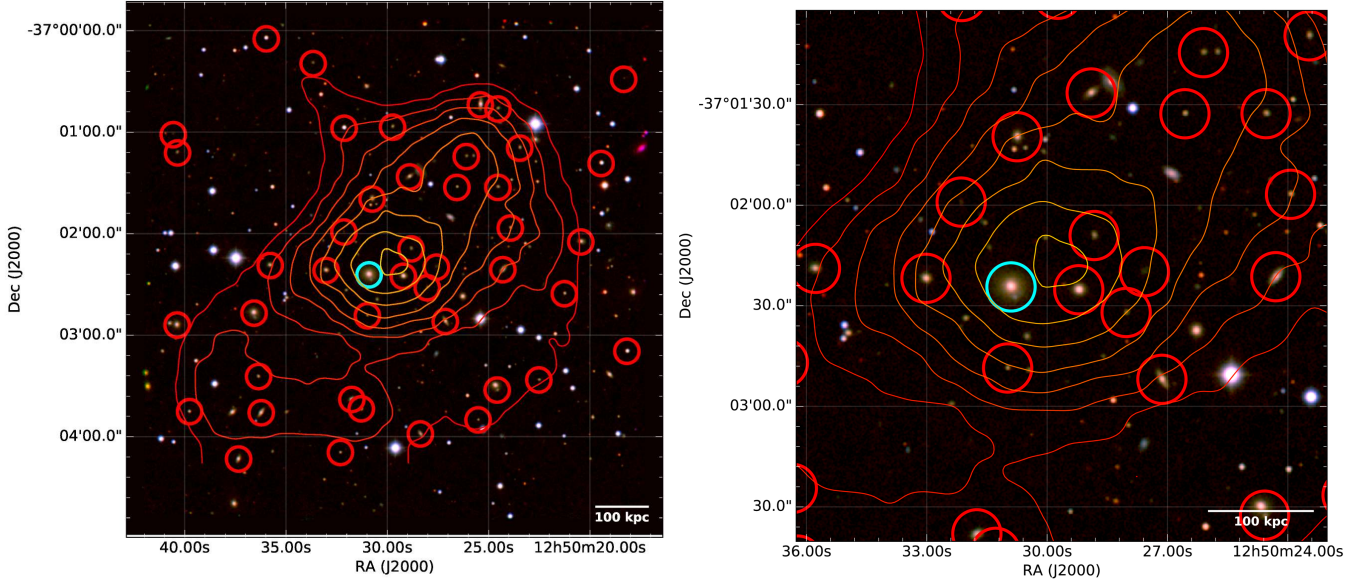 -37°00'00.0"
01'00.0"
02'00.0"
03'00.0"
04'00.0"
Dec (J2000)
40.00s 35.00s 30.00s 25.00s 12h50m20.00s
RA (J2000)
100 kpc
-37°01'30.0"
02'00.0"
30.0"
03'00.0"
30.0"
Dec (J2000)
36.00s 33.00s 30.00s 27.00s 12h50m24.00s
RA (J2000)
100 kpc